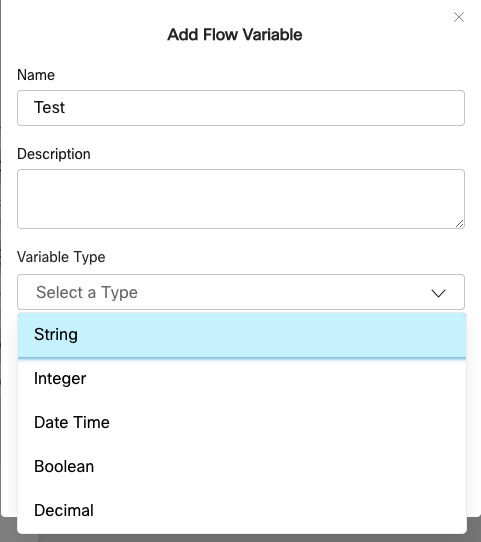 Add Flow Variable
Name
Test
Description
Variable Type
Select a Type
String
Integer
Date Time
Boolean
Decimal